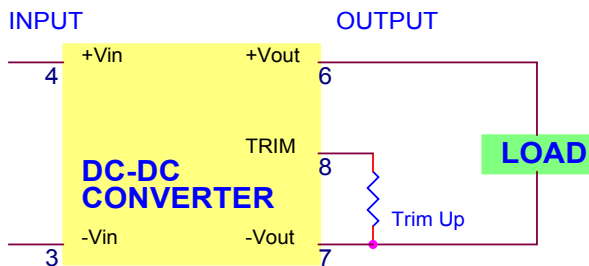 INPUT
OUTPUT
+Vin
+Vout
4
6
TRIM
8
DC-DC
CONVERTER
LOAD
Trim Up
-Vin
-Vout
3
7